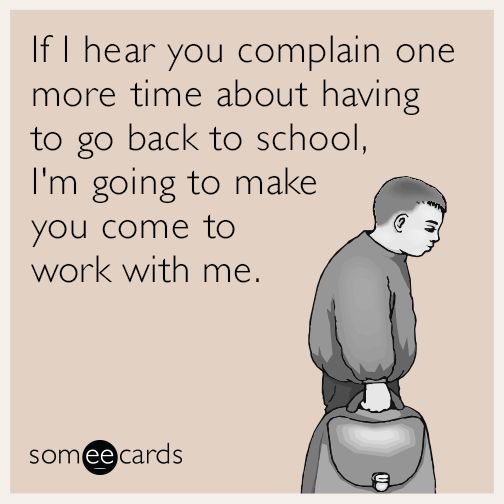 If I hear you complain one
more time about having
to go back to school,
I'm going to make
you come to
work with me.
someecards